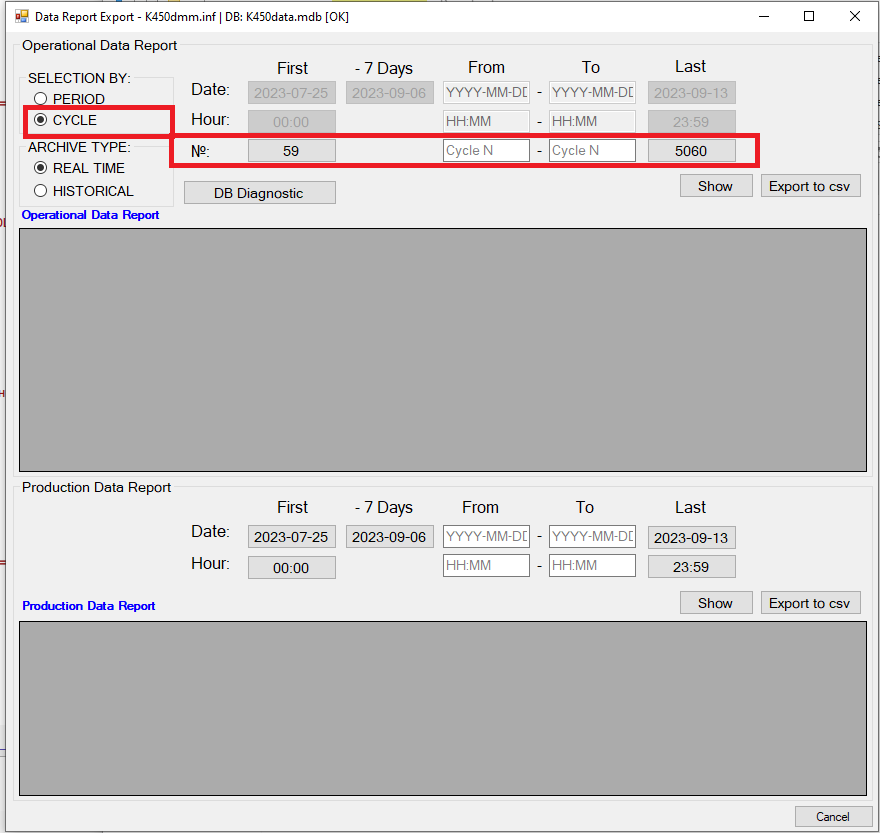 Data Report Export - K450dmm.inf | DB: K450data.mdb [OK]
Operational Data Report
First - 7 Days From To Last
SELECTION BY:
Date: 2023-07-25 2023-09-06 YYYY-MM-DD - YYYY-MM-DD 2023-09-13
PERIOD
Hour: 00:00 HH:MM - HH:MM 23:59
CYCLE
ARCHIVE TYPE:
№: 59 Cycle N - Cycle N 5060
REAL TIME
HISTORICAL
DB Diagnostic Show Export to csv
Operational Data Report
Production Data Report
First - 7 Days From To Last
Date: 2023-07-25 2023-09-06 YYYY-MM-DD - YYYY-MM-DD 2023-09-13
Hour: 00:00 HH:MM - HH:MM 23:59
Show Export to csv
Production Data Report
Cancel